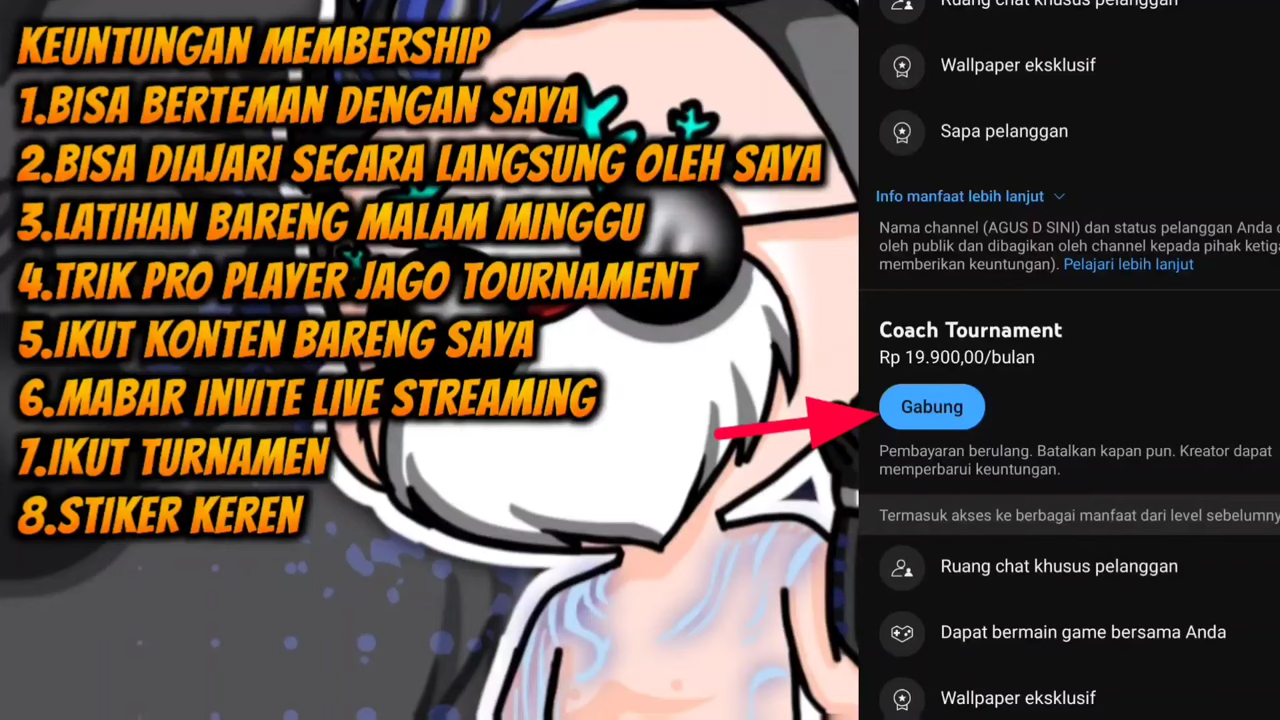 KEUNTUNGAN MEMBERSHIP
1.BISA BERTEMAN DENGAN SAYA
2.BISA DIAJARI SECARA LANGSUNG OLEH SAYA
3.LATIHAN BARENG MALAM MINGGU
4.TRIK PRO PLAYER JAGO TOURNAMENT
5.IKUT KONTEN BARENG SAYA
6.MABAR INVITE LIVE STREAMING
7.IKUT TURNAMEN
8.STIKER KEREN
Ruang chat khusus pelanggan
Wallpaper eksklusif
Sapa pelanggan
Info manfaat lebih lanjut
Nama channel (AGUS D SINI) dan status pelanggan Anda
oleh publik dan dibagikan oleh channel kepada pihak
memberikan keuntungan). Pelajari lebih lanjut
Coach Tournament
Rp 19.900,00/bulan
Gabung
Pembayaran berulang. Batalkan kapan pun. Kreator dapat
memperbarui keuntungan.
Termasuk akses ke berbagai manfaat dari level
Ruang chat khusus pelanggan
Dapat bermain game bersama Anda
Wallpaper eksklusif